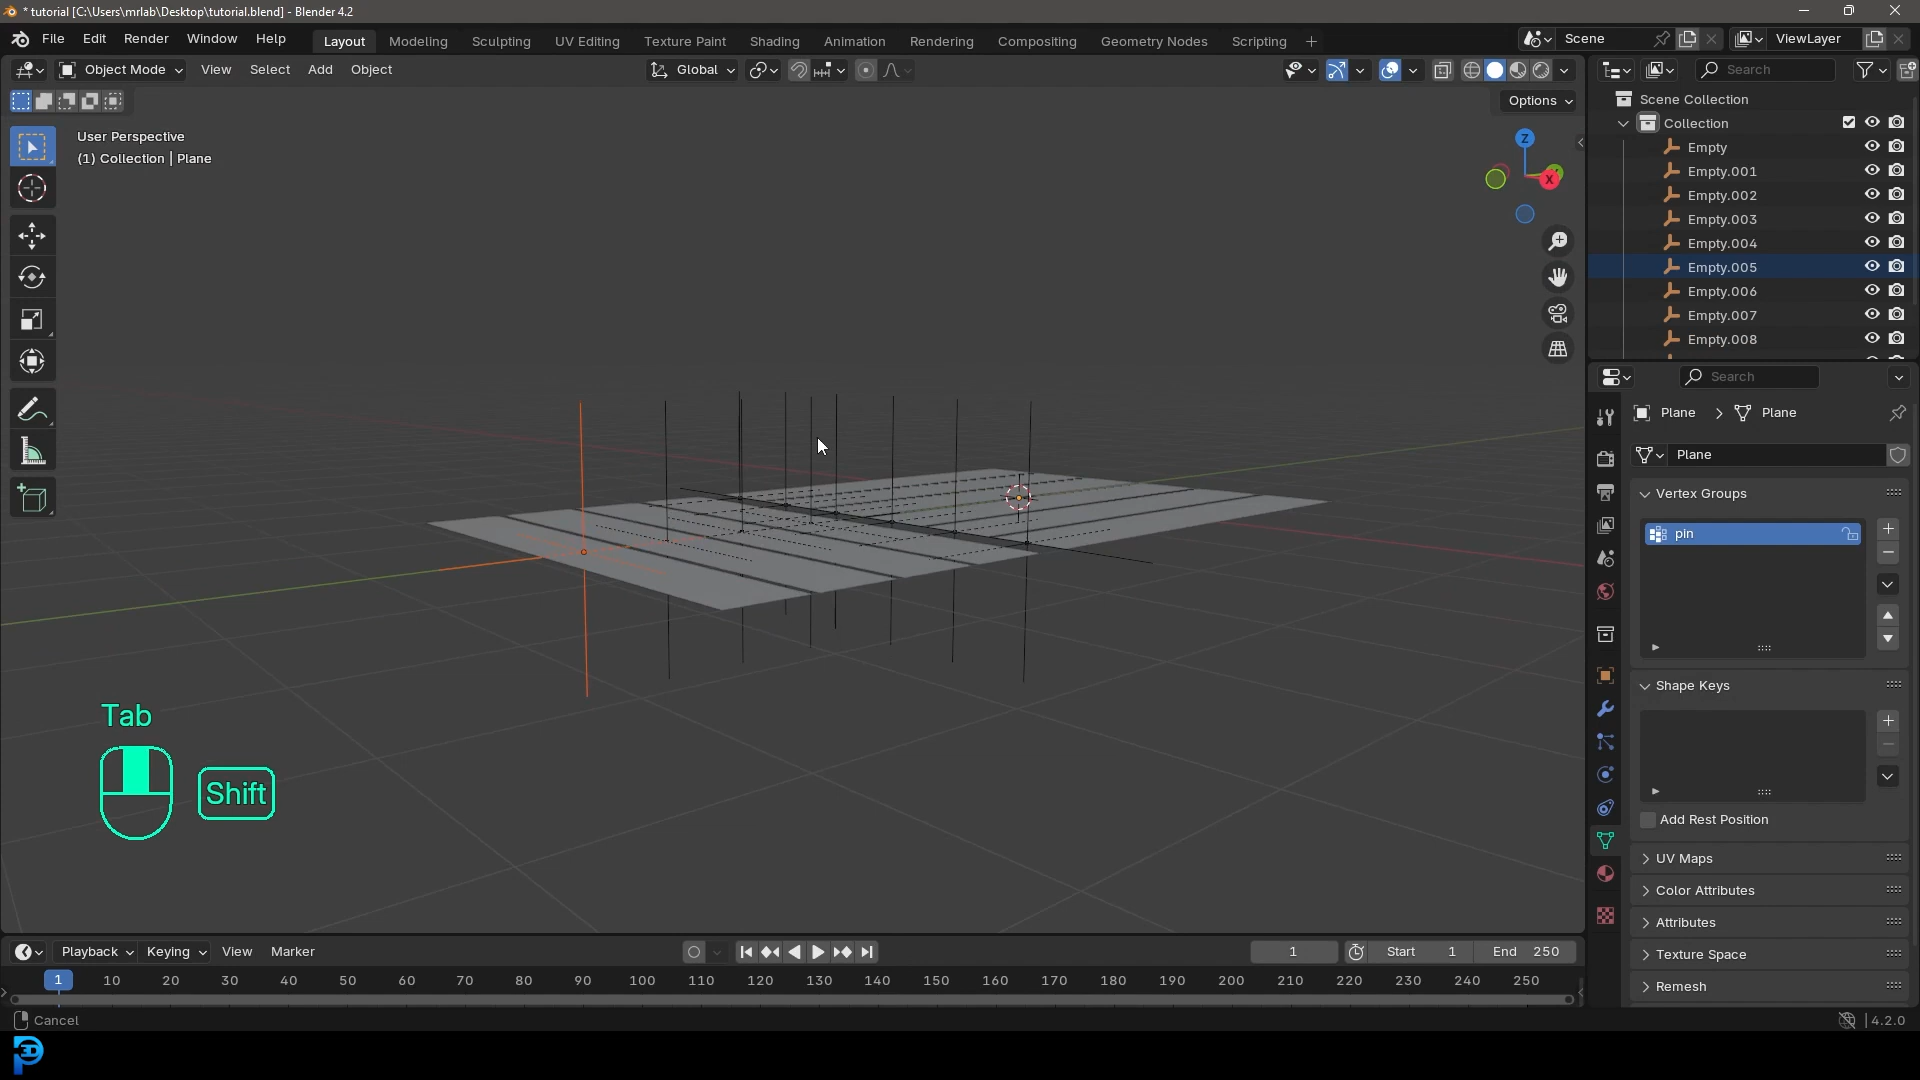 * tutorial [C:\Users\mrlab\Desktop\tutorial.blend] - Blender 4.2
File Edit Render Window Help Layout Modeling Sculpting UV Editing Texture Paint Shading Animation Rendering Compositing Geometry Nodes Scripting + Scene ViewLayer
Object Mode View Select Add Object Global Search
Options
User Perspective
(1) Collection | Plane
Z
X
Scene Collection
Collection
Empty
Empty.001
Empty.002
Empty.003
Empty.004
Empty.005
Empty.006
Empty.007
Empty.008
Search
Plane > Plane
Plane
Vertex Groups
pin
Shape Keys
Add Rest Position
UV Maps
Color Attributes
Attributes
Texture Space
Remesh
Tab
Shift
Playback Keying View Marker 1 Start 1 End 250
1 10 20 30 40 50 60 70 80 90 100 110 120 130 140 150 160 170 180 190 200 210 220 230 240 250
Cancel 4.2.0